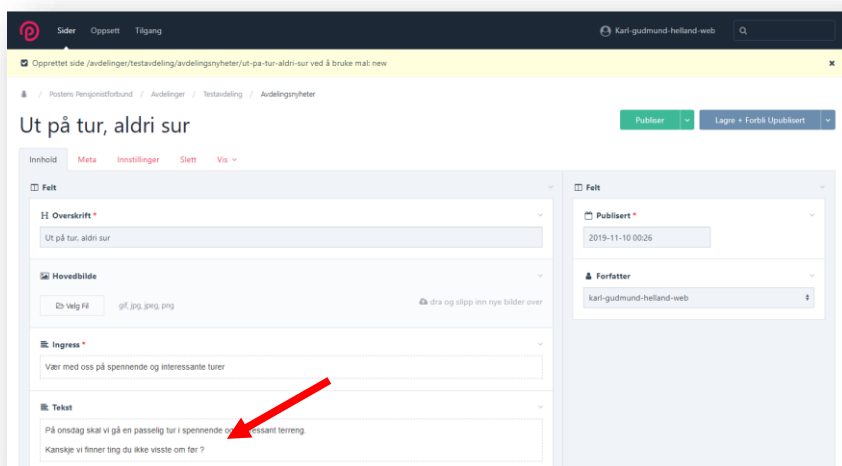 Sider Oppsett Tilgang Karl-gudmund-helland-web
Opprettet side /avdelinger/testavdeling/avdelingsnyheter/ut-pa-tur-aldri-sur ved å bruke mal: new
/ Postens Pensjonistforbund / Avdelinger / Testavdeling / Avdelingsnyheter
Ut på tur, aldri sur
Publiser Lagre + Forbli Upublisert
Innhold Meta Innstillinger Slett Vis
Felt
H Overskrift *
Ut på tur, aldri sur
Hovedbilde
Velg Fil gif, jpg, jpeg, png dra og slipp inn nye bilder over
Ingress *
Vær med oss på spennende og interessante turer
Tekst
På onsdag skal vi gå en passelig tur i spennende terreng.
Kanskje vi finner ting du ikke visste om før ?
Felt
Publisert *
2019-11-10 00:26
Forfatter
karl-gudmund-helland-web